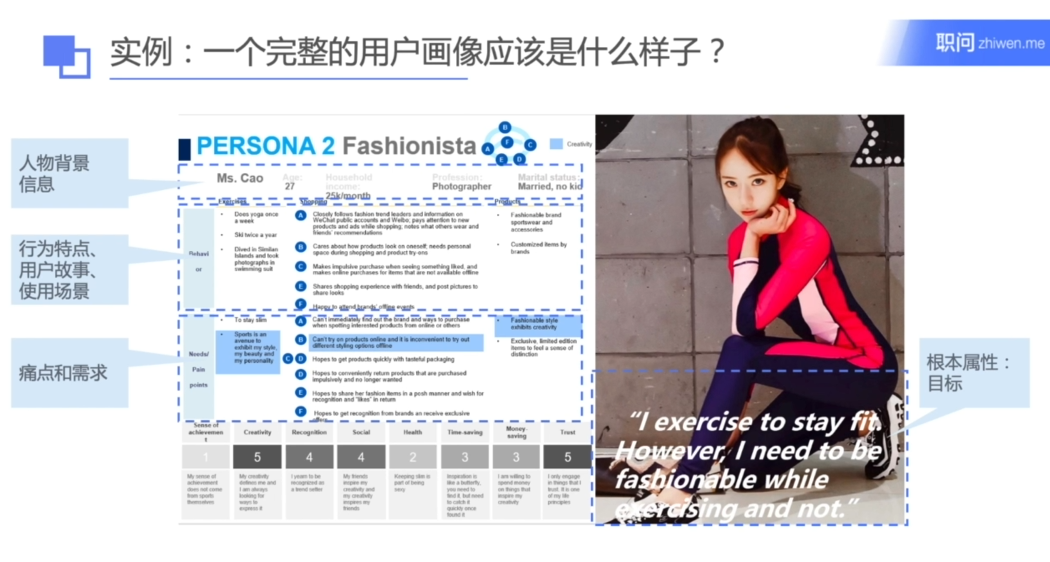 实例：一个完整的用户画像应该是什么样子？
职问 zhiwen.me
人物背景
信息
行为特点、
用户故事、
使用场景
痛点和需求
根本属性：
目标
PERSONA 2 Fashionista
B
A F C
E D
Creativity
Ms. Cao
Age:
27
Household
income:
25k/month
Profession:
Photographer
Marital status:
Married, no kid
Exercises
Shopping
Products
Behavi
or
• Does yoga once
a week
• Ski twice a year
• Dived in Similan
Islands and took
photographs in
swimming suit
A Closely follows fashion trend leaders and information on
WeChat public accounts and Weibo; pays attention to new
products and ads while shopping; notes what others wear and
friends' recommendations
B Cares about how products look on oneself; needs personal
space during shopping and product try-ons
C Makes impulsive purchase when seeing something liked, and
makes online purchases for items that are not available offline
E Shares shopping experience with friends, and post pictures to
share looks
F Happy to attend brands' offline events
• Fashionable brand
sportswear and
accessories
• Customized items by
brands
Needs/
Pain
points
• To stay slim
• Sports is an
avenue to
exhibit my style,
my beauty and
my personality
A Can't immediately find out the brand and ways to purchase
when spotting interested products from online or others
B Can't try on products online and it is inconvenient to try out
different styling options offline
C D Hopes to get products quickly with tasteful packaging
D Hopes to conveniently return products that are purchased
impulsively and no longer wanted
E Hopes to share her fashion items in a posh manner and wish for
recognition and "likes" in return
F Hopes to get recognition from brands an receive exclusive
• Fashionable style
exhibits creativity
• Exclusive, limited edition
items to feel a sense of
distinction
Sense of
achievemen
t
Creativity
Recognition
Social
Health
Time-saving
Money-
saving
Trust
1 5 4 4 2 3 3 5
My sense of
achievement
does not come
from sports
themselves
My creativity
defines me and
I am always
looking for
ways to
express it
I yearn to be
recognized as
a trend setter
My friends
inspire my
creativity and
my creativity
inspires my
friends
Keeping slim is
part of being
sexy
Inspiration is
like a butterfly,
you need to
find it, but need
to catch it
quickly once
found it
I am willing to
spend money
on things that
inspire my
creativity
I only engage
in things that I
trust. It is one
of my life
principles
"I exercise to stay fit.
However, I need to be
fashionable while
exercising and not."